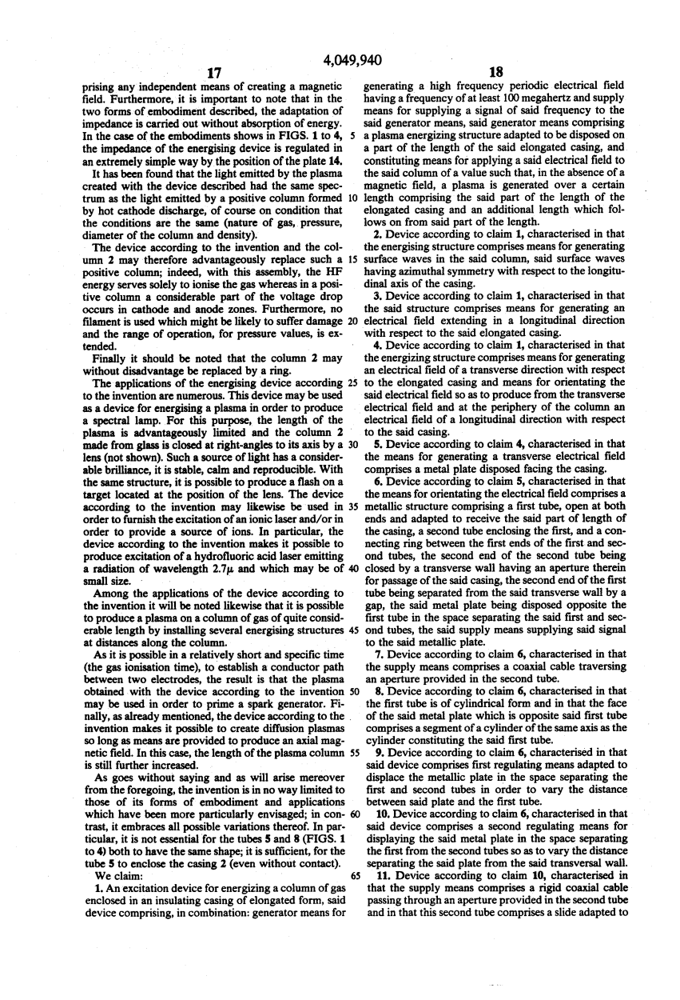 4,049,940
17
prising any independent means of creating a magnetic
field. Furthermore, it is important to note that in the
two forms of embodiment described, the adaptation of
impedance is carried out without absorption of energy.
In the case of the embodiments shows in FIGS. 1 to 4,
the impedance of the energising device is regulated in
an extremely simple way by the position of the plate 14.
It has been found that the light emitted by the plasma
created with the device described had the same spec-
trum as the light emitted by a positive column formed
by hot cathode discharge, of course on condition that
the conditions are the same (nature of gas, pressure,
diameter of the column and density).
The device according to the invention and the col-
umn 2 may therefore advantageously replace such a
positive column; indeed, with this assembly, the HF
energy serves solely to ionise the gas whereas in a posi-
tive column a considerable part of the voltage drop
occurs in cathode and anode zones. Furthermore, no
filament is used which might be likely to suffer damage
and the range of operation, for pressure values, is ex-
tended.
Finally it should be noted that the column 2 may
without disadvantage be replaced by a ring.
The applications of the energising device according
to the invention are numerous. This device may be used
as a device for energising a plasma in order to produce
a spectral lamp. For this purpose, the length of the
plasma is advantageously limited and the column 2
made from glass is closed at right-angles to its axis by a
lens (not shown). Such a source of light has a consider-
able brilliance, it is stable, calm and reproducible. With
the same structure, it is possible to produce a flash on a
target located at the position of the lens. The device
according to the invention may likewise be used in
order to furnish the excitation of an ionic laser and/or in
order to provide a source of ions. In particular, the
device according to the invention makes it possible to
produce excitation of a hydrofluoric acid laser emitting
a radiation of wavelength 2.7μ and which may be of
small size.
Among the applications of the device according to
the invention it will be noted likewise that it is possible
to produce a plasma on a column of gas of quite consid-
erable length by installing several energising structures
at distances along the column.
As it is possible in a relatively short and specific time
(the gas ionisation time), to establish a conductor path
between two electrodes, the result is that the plasma
obtained with the device according to the invention
may be used in order to prime a spark generator. Fi-
nally, as already mentioned, the device according to the
invention makes it possible to create diffusion plasmas
so long as means are provided to produce an axial mag-
netic field. In this case, the length of the plasma column
is still further increased.
As goes without saying and as will arise mereover
from the foregoing, the invention is in no way limited to
those of its forms of embodiment and applications
which have been more particularly envisaged; in con-
trast, it embraces all possible variations thereof. In par-
ticular, it is not essential for the tubes 5 and 8 (FIGS. 1
to 4) both to have the same shape; it is sufficient, for the
tube 5 to enclose the casing 2 (even without contact).
We claim:
1. An excitation device for energizing a column of gas
enclosed in an insulating casing of elongated form, said
device comprising, in combination: generator means for
5
10
15
20
25
30
35
40
45
50
55
60
65
18
generating a high frequency periodic electrical field
having a frequency of at least 100 megahertz and supply
means for supplying a signal of said frequency to the
said generator means, said generator means comprising
a plasma energizing structure adapted to be disposed on
a part of the length of the said elongated casing, and
constituting means for applying a said electrical field to
the said column of a value such that, in the absence of a
magnetic field, a plasma is generated over a certain
length comprising the said part of the length of the
elongated casing and an additional length which fol-
lows on from said part of the length.
2. Device according to claim 1, characterised in that
the energising structure comprises means for generating
surface waves in the said column, said surface waves
having azimuthal symmetry with respect to the longitu-
dinal axis of the casing.
3. Device according to claim 1, characterised in that
the said structure comprises means for generating an
electrical field extending in a longitudinal direction
with respect to the said elongated casing.
4. Device according to claim 1, characterised in that
the energizing structure comprises means for generating
an electrical field of a transverse direction with respect
to the elongated casing and means for orientating the
said electrical field so as to produce from the transverse
electrical field and at the periphery of the column an
electrical field of a longitudinal direction with respect
to the said casing.
5. Device according to claim 4, characterised in that
the means for generating a transverse electrical field
comprises a metal plate disposed facing the casing.
6. Device according to claim 5, characterised in that
the means for orientating the electrical field comprises a
metallic structure comprising a first tube, open at both
ends and adapted to receive the said part of length of
the casing, a second tube enclosing the first, and a con-
necting ring between the first ends of the first and sec-
ond tubes, the second end of the second tube being
closed by a transverse wall having an aperture therein
for passage of the said casing, the second end of the first
tube being separated from the said transverse wall by a
gap, the said metal plate being disposed opposite the
first tube in the space separating the said first and sec-
ond tubes, the said supply means supplying said signal
to the said metallic plate.
7. Device according to claim 6, characterised in that
the supply means comprises a coaxial cable traversing
an aperture provided in the second tube.
8. Device according to claim 6, characterised in that
the first tube is of cylindrical form and in that the face
of the said metal plate which is opposite said first tube
comprises a segment of a cylinder of the same axis as the
cylinder constituting the said first tube.
9. Device according to claim 6, characterised in that
said device comprises first regulating means adapted to
displace the metallic plate in the space separating the
first and second tubes in order to vary the distance
between said plate and the first tube.
10. Device according to claim 6, characterised in that
said device comprises a second regulating means for
displaying the said metal plate in the space separating
the first from the second tubes so as to vary the distance
separating the said plate from the said transversal wall.
11. Device according to claim 10, characterised in
that the supply means comprises a rigid coaxial cable
passing through an aperture provided in the second tube
and in that this second tube comprises a slide adapted to